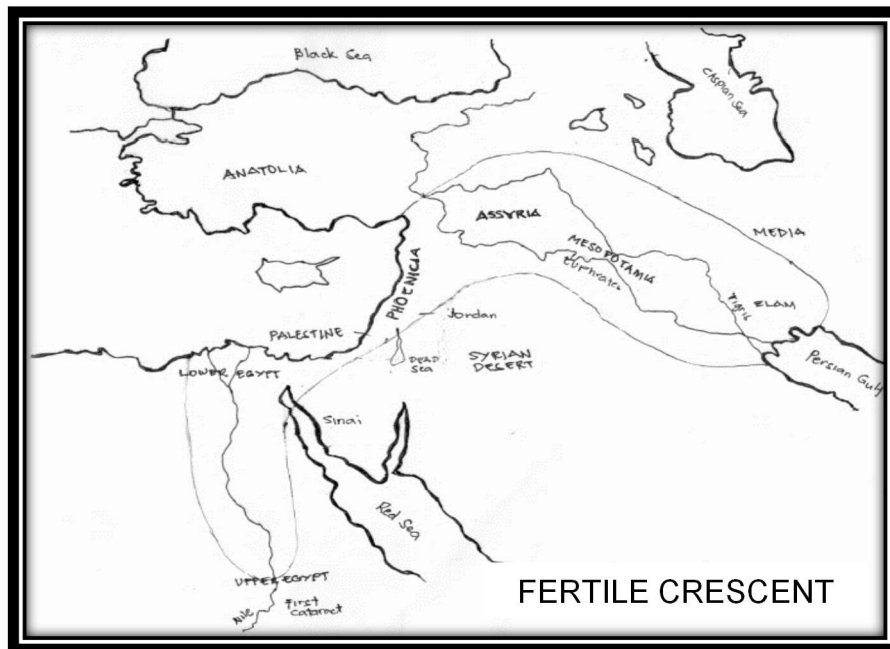 Black Sea
Caspian Sea
ANATOLIA
ASSYRIA
MEDIA
MESOPOTAMIA
Euphrates
PHOENICIA
Tigris
ELAM
Jordan
PALESTINE
DEAD
SEA
SYRIAN
DESERT
Persian Gulf
LOWER EGYPT
Sinai
Red Sea
UPPER EGYPT
Nile
First
Cataract
FERTILE CRESCENT